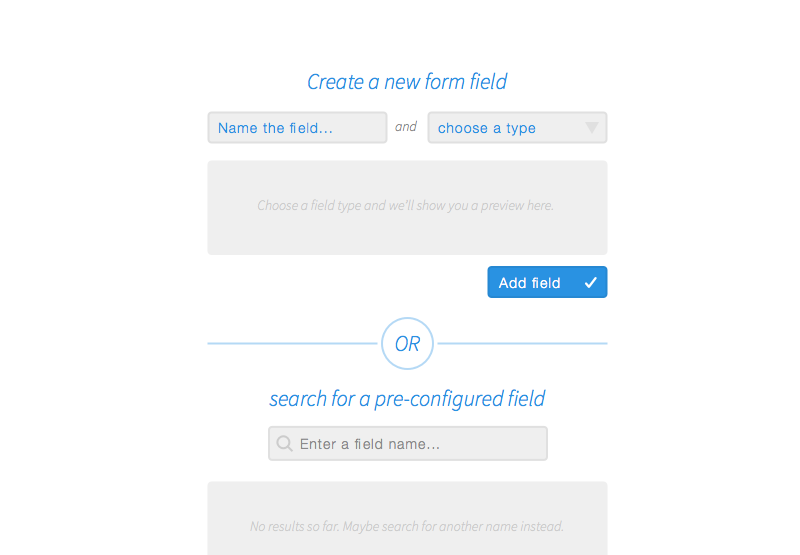 Create a new form field
Name the field... and choose a type
Choose a field type and we'll show you a preview here.
Add field
OR
search for a pre-configured field
Enter a field name...
No results so far. Maybe search for another name instead.